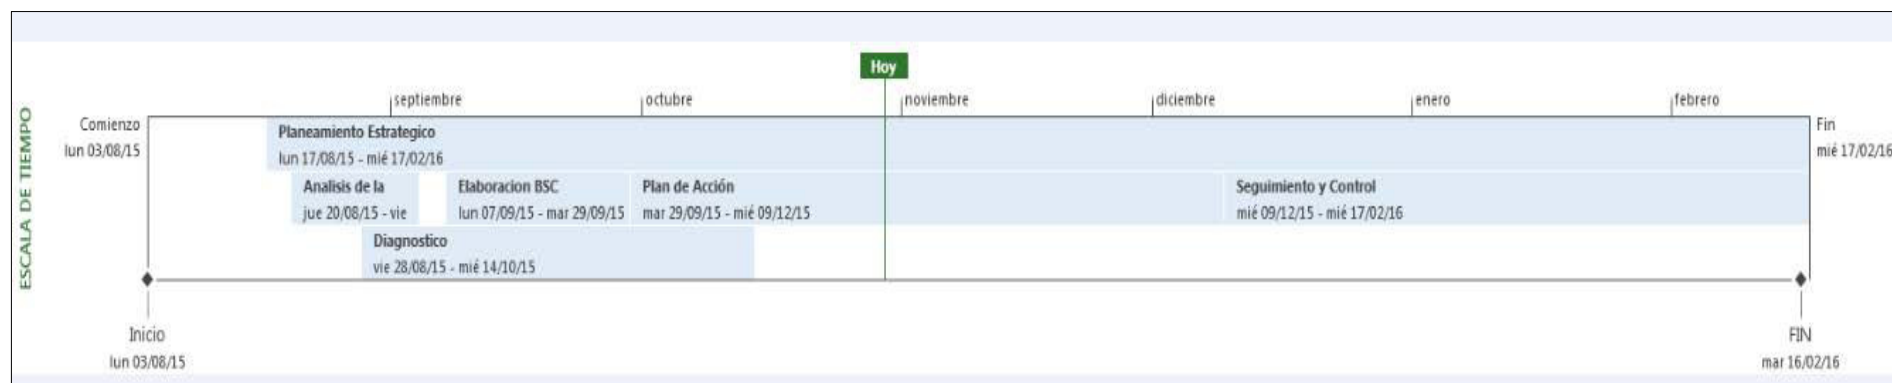 ESCALA DE TIEMPO
Hoy
septiembre
octubre
noviembre
diciembre
enero
febrero
Comienzo
lun 03/08/15
Planeamiento Estrategico
lun 17/08/15 - mié 17/02/16
Fin
mié 17/02/16
Analisis de la
jue 20/08/15 - vie
Elaboracion BSC
lun 07/09/15 - mar 29/09/15
Plan de Acción
mar 29/09/15 - mié 09/12/15
Seguimiento y Control
mié 09/12/15 - mié 17/02/16
Diagnostico
vie 28/08/15 - mié 14/10/15
Inicio
lun 03/08/15
FIN
mar 16/02/16